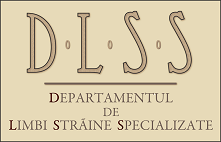 D·L·S·S
DEPARTAMENTUL
DE
LIMBI STRĂINE SPECIALIZATE